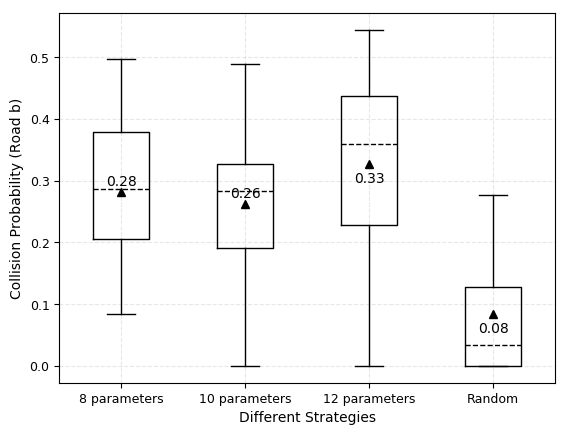 Collision Probability (Road b)
0.5
0.4
0.3
0.2
0.1
0.0
0.28
0.26
0.33
0.08
8 parameters
10 parameters
12 parameters
Random
Different Strategies